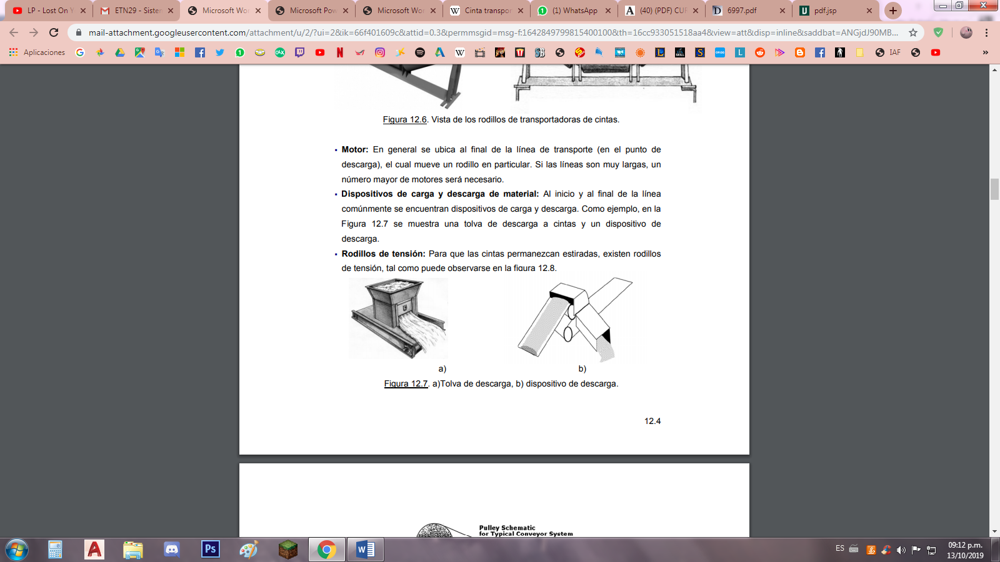 LP - Lost On Y
ETN29 - Sister
Microsoft Wor
Microsoft Pow
Microsoft Wor
Cinta transpor
(1) WhatsApp
(40) (PDF) CUR
6997.pdf
pdf.jsp
mail-attachment.googleusercontent.com/attachment/u/2/?ui=2&ik=66f401609c&attid=0.3&permmsgid=msg-f:1642849799815400100&th=16cc933051518aa4&view=att&disp=inline&saddbat=ANGjdJ90MB...
Aplicaciones
IAF
Figura 12.6. Vista de los rodillos de transportadoras de cintas.
▪ Motor: En general se ubica al final de la línea de transporte (en el punto de
descarga), el cual mueve un rodillo en particular. Si las líneas son muy largas, un
número mayor de motores será necesario.
▪ Dispositivos de carga y descarga de material: Al inicio y al final de la línea
comúnmente se encuentran dispositivos de carga y descarga. Como ejemplo, en la
Figura 12.7 se muestra una tolva de descarga a cintas y un dispositivo de
descarga.
▪ Rodillos de tensión: Para que las cintas permanezcan estiradas, existen rodillos
de tensión, tal como puede observarse en la figura 12.8.
a)
b)
Figura 12.7. a)Tolva de descarga, b) dispositivo de descarga.
12.4
Pulley Schematic
for Typical Conveyor System
ES
09:12 p.m.
13/10/2019